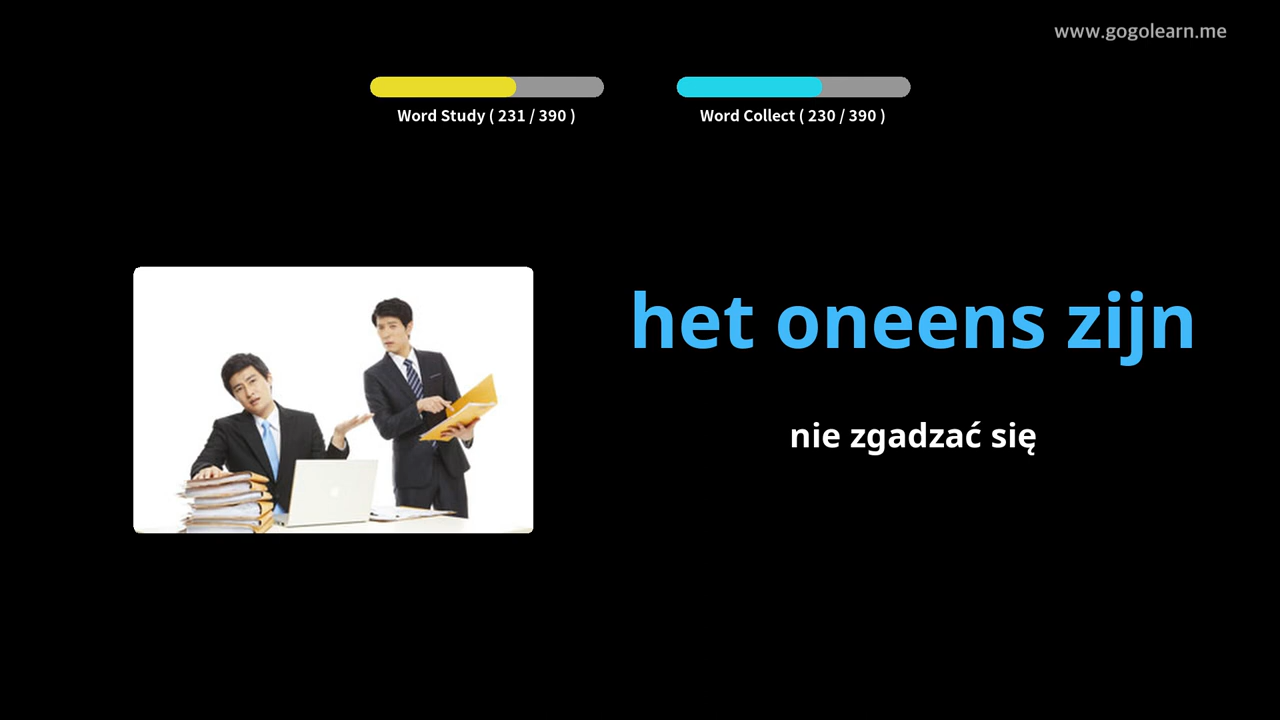 www.gogolearn.me
Word Study ( 231 / 390 )
Word Collect ( 230 / 390 )
het oneens zijn
nie zgadzać się